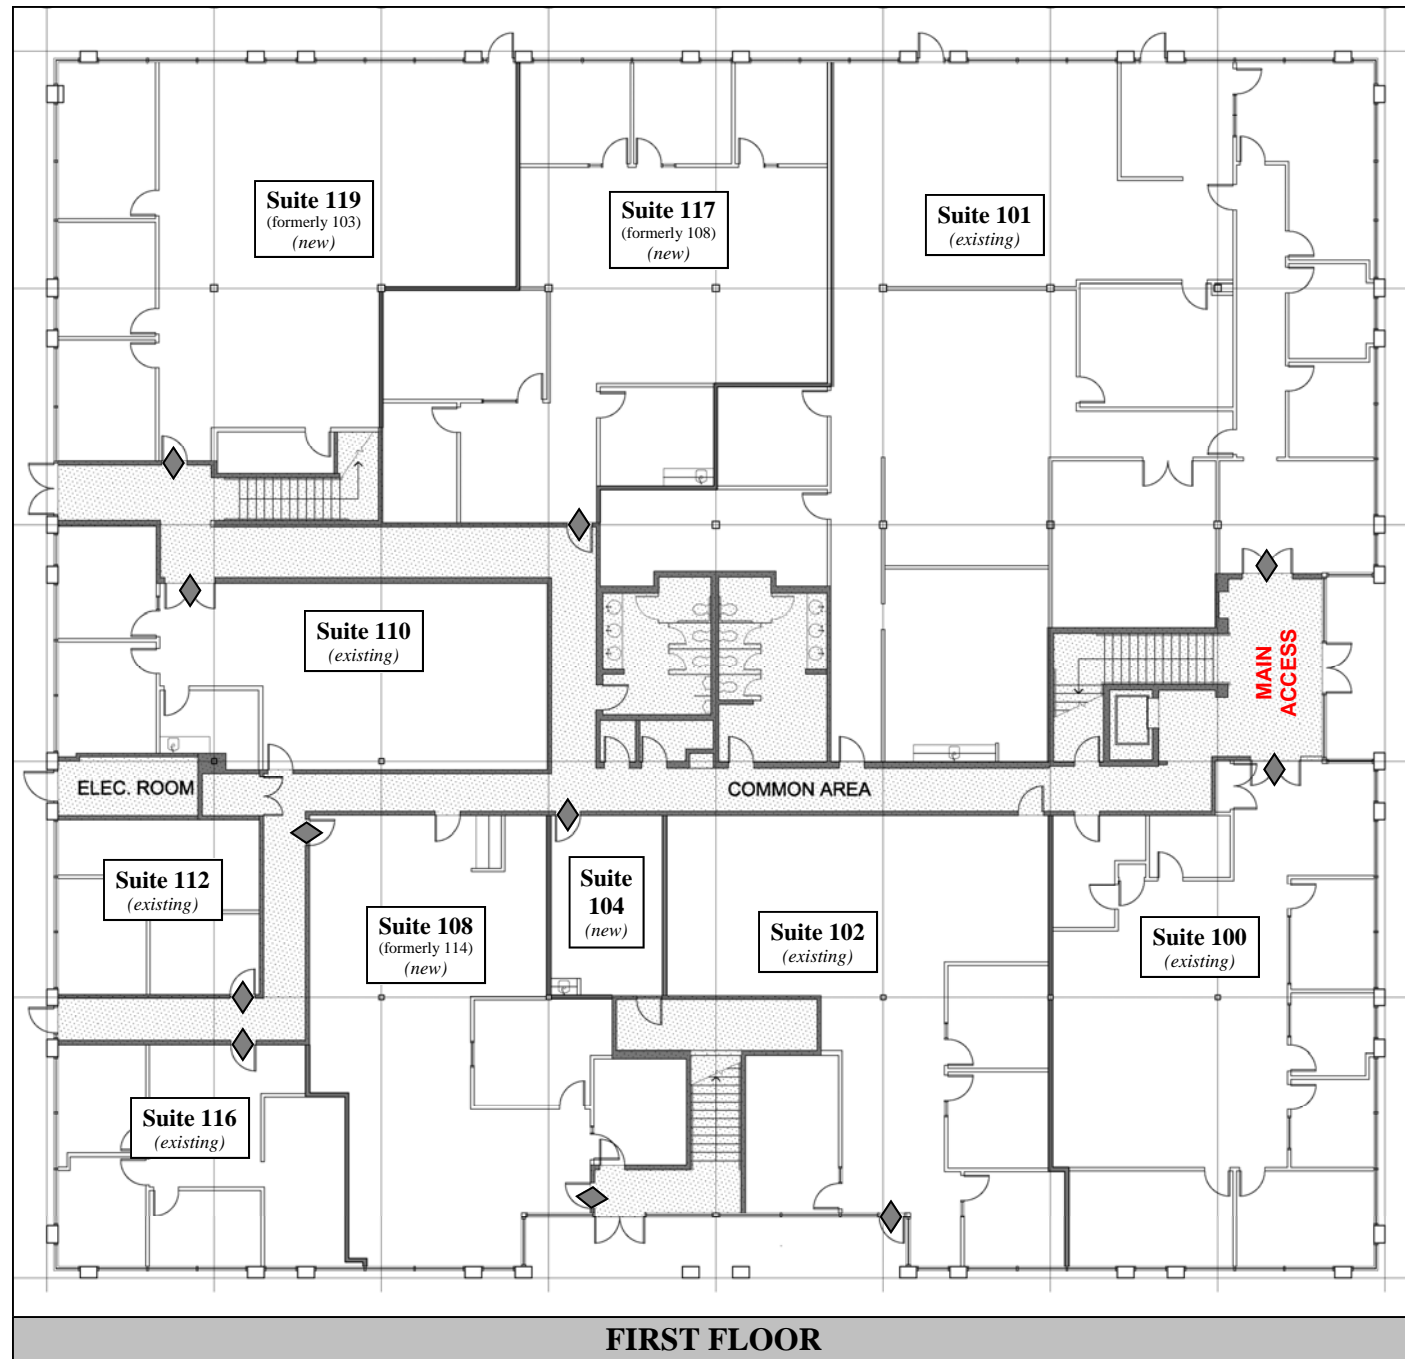 Suite 119
(formerly 103)
(new)
Suite 117
(formerly 108)
(new)
Suite 101
(existing)
Suite 110
(existing)
MAIN
ACCESS
ELEC. ROOM
COMMON AREA
Suite 112
(existing)
Suite 108
(formerly 114)
(new)
Suite
104
(new)
Suite 102
(existing)
Suite 100
(existing)
Suite 116
(existing)
FIRST FLOOR